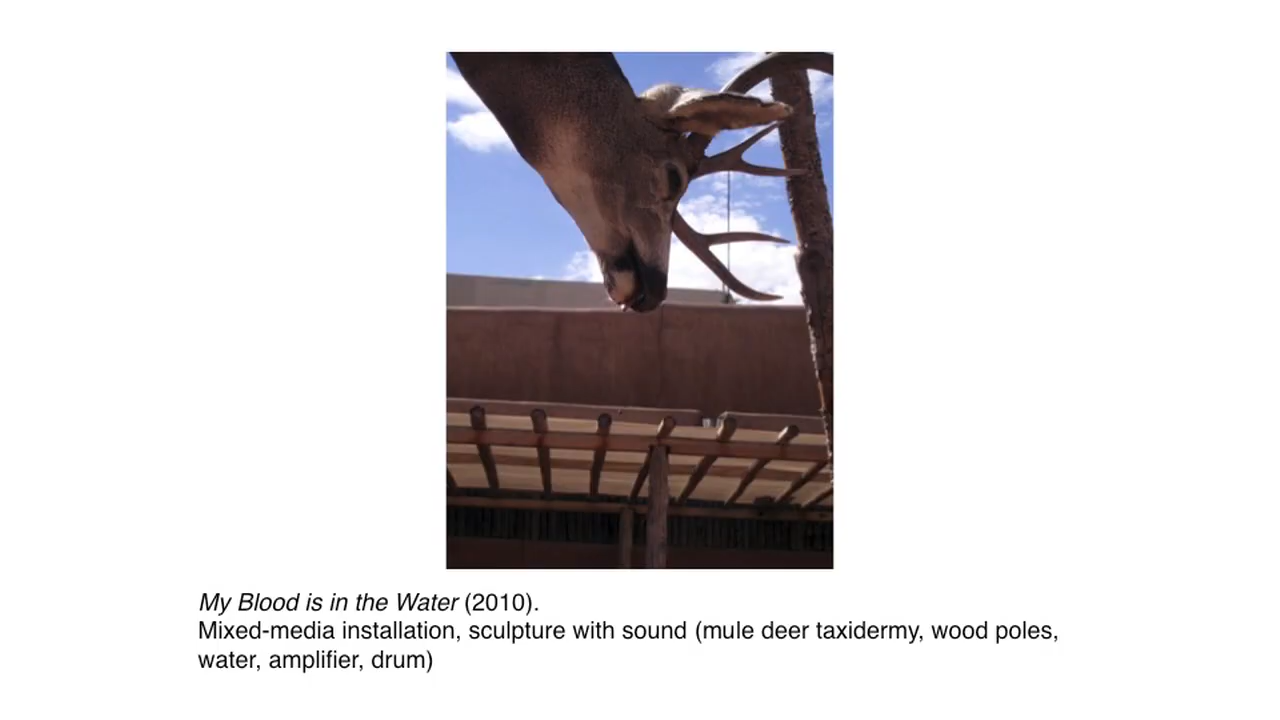 My Blood is in the Water (2010).
Mixed-media installation, sculpture with sound (mule deer taxidermy, wood poles,
water, amplifier, drum)